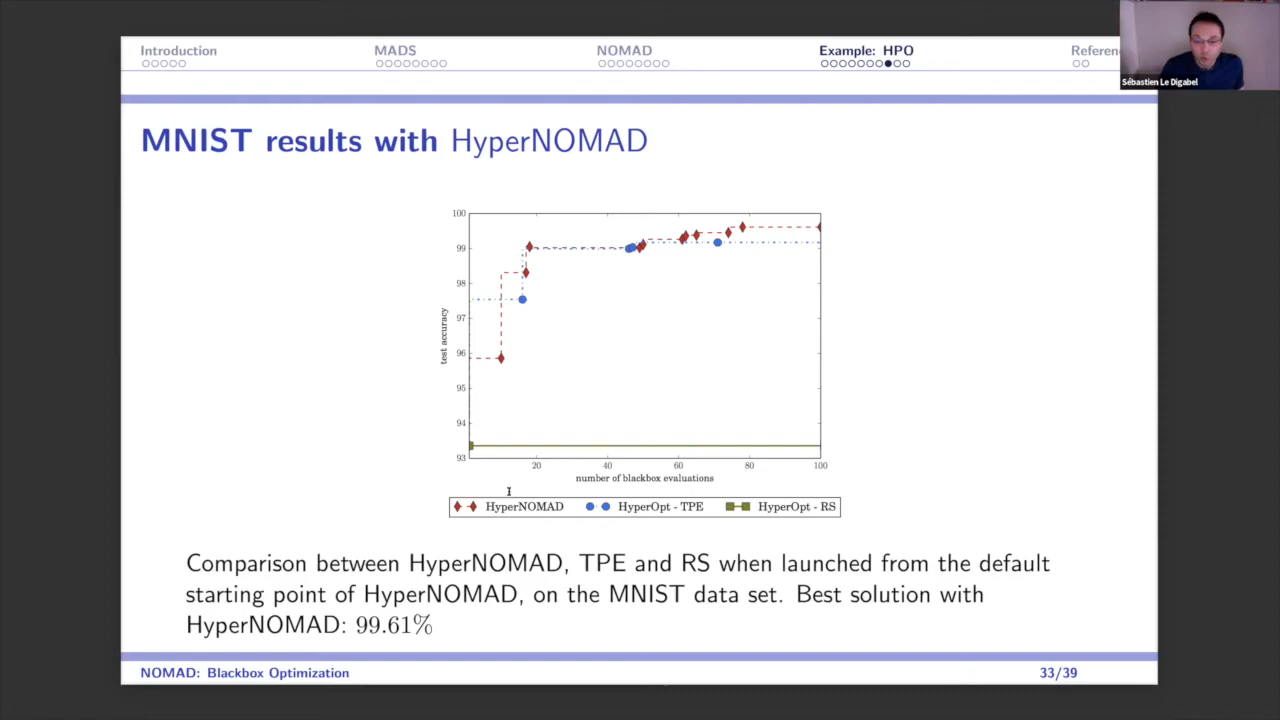 Introduction MADS NOMAD Example: HPO Referen
Sébastien Le Digabel
MNIST results with HyperNOMAD
100
99
98
97
96
95
94
93
test accuracy
20 40 60 80 100
number of blackbox evaluations
HyperNOMAD HyperOpt - TPE HyperOpt - RS
Comparison between HyperNOMAD, TPE and RS when launched from the default
starting point of HyperNOMAD, on the MNIST data set. Best solution with
HyperNOMAD: 99.61%
NOMAD: Blackbox Optimization 33/39